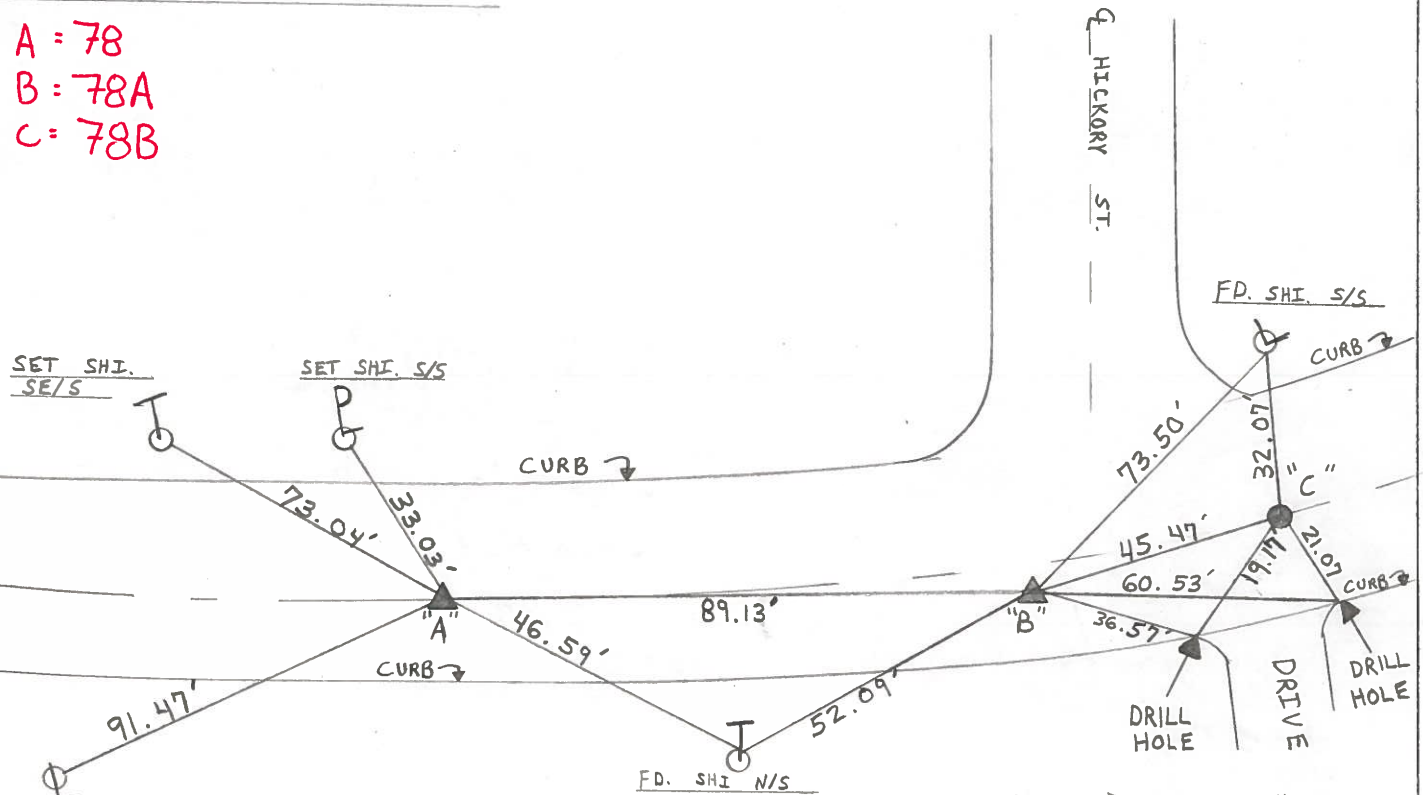 A = 78
B = 78A
C = 78B
℄ HICKORY ST.
FD. SHI. S/S
CURB
SET SHI.
SE/S
SET SHI. S/S
CURB
73.50'
32.07'
"C"
73.04'
33.03'
45.47'
19.17'
21.07
60.53'
CURB
89.13'
"A"
"B"
46.59'
36.57'
CURB
91.47'
52.09'
DRILL
HOLE
DRIVE
DRILL
HOLE
FD. SHI N/S